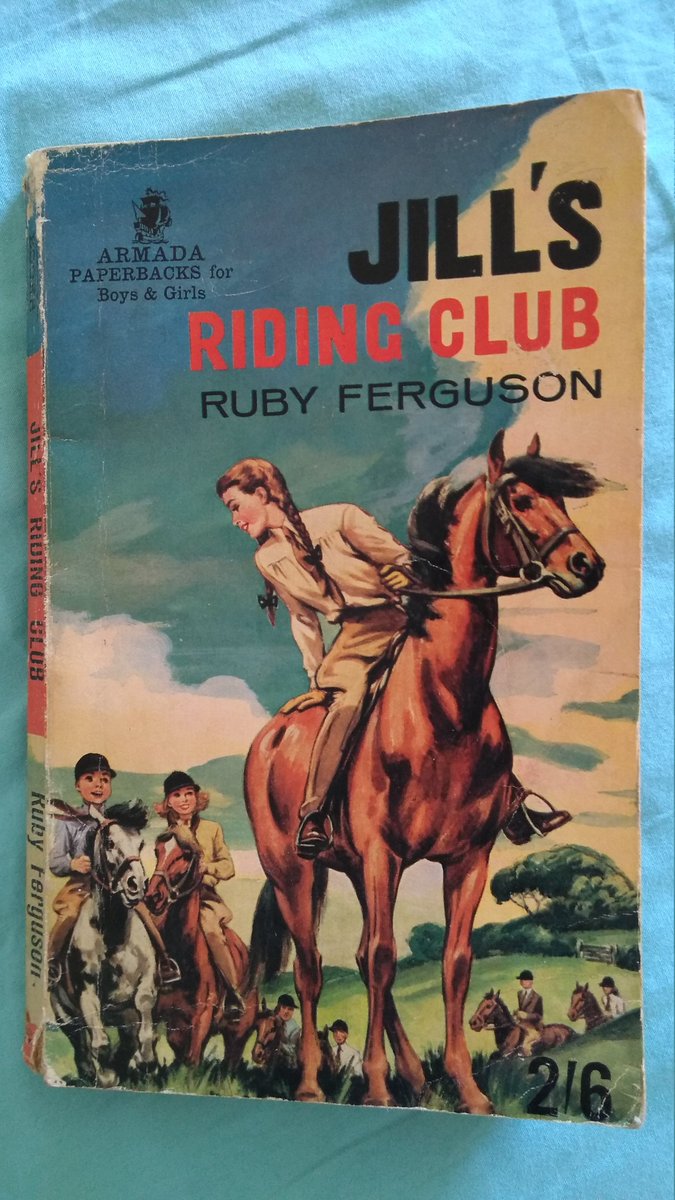 ARMADA
PAPERBACKS for
Boys & Girls
JILL'S
RIDING CLUB
RUBY FERGUSON
2/6
JILL'S RIDING CLUB
Ruby Ferguson.